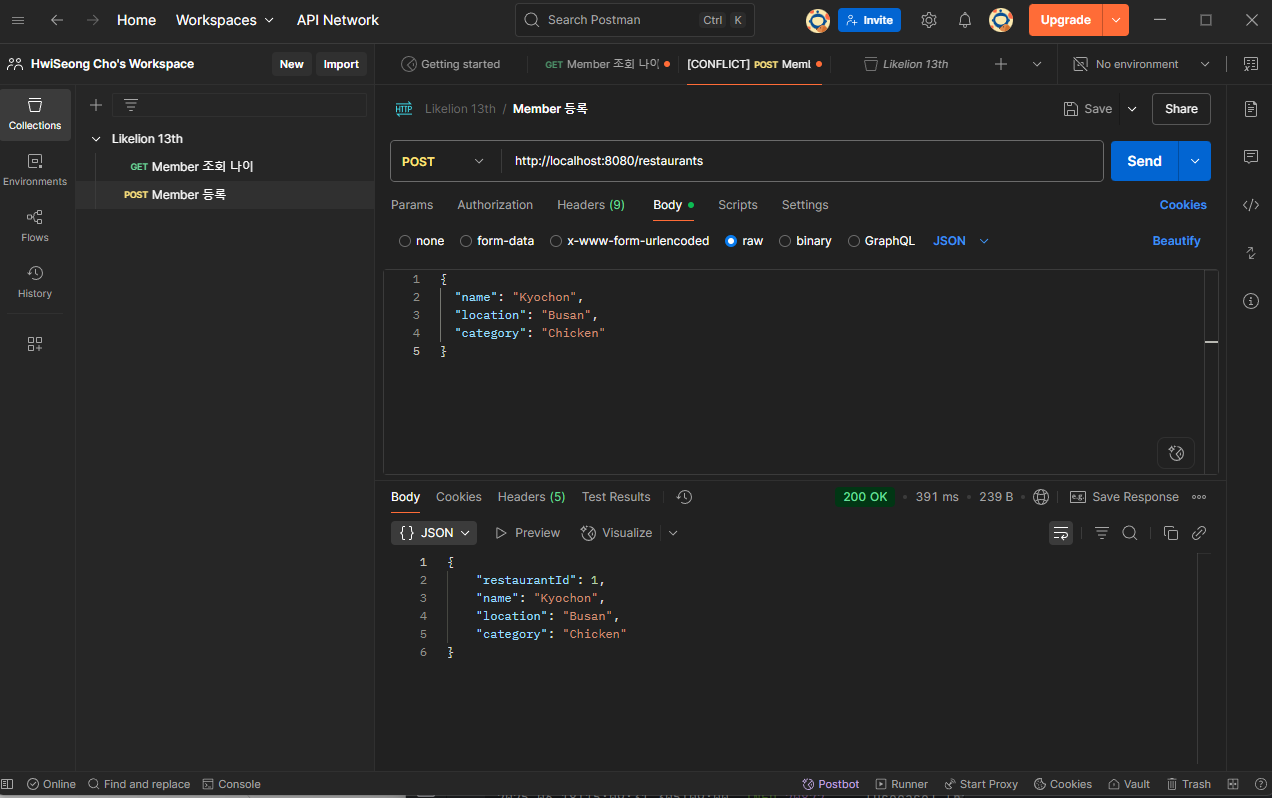 Home Workspaces API Network Search Postman Ctrl K Invite Upgrade
HwiSeong Cho's Workspace New Import Getting started GET Member 조회 나이 [CONFLICT] POST Meml Likelion 13th No environment
Collections
Environments
Flows
History
Likelion 13th
GET Member 조회 나이
POST Member 등록
HTTP Likelion 13th / Member 등록 Save Share
POST http://localhost:8080/restaurants Send
Params Authorization Headers (9) Body Scripts Settings Cookies
none form-data x-www-form-urlencoded raw binary GraphQL JSON Beautify
1 {
2 "name": "Kyochon",
3 "location": "Busan",
4 "category": "Chicken"
5 }
Body Cookies Headers (5) Test Results 200 OK • 391 ms • 239 B • e.g. Save Response
{} JSON Preview Visualize
1 {
2 "restaurantId": 1,
3 "name": "Kyochon",
4 "location": "Busan",
5 "category": "Chicken"
6 }
Online Find and replace Console Postbot Runner Start Proxy Cookies Vault Trash